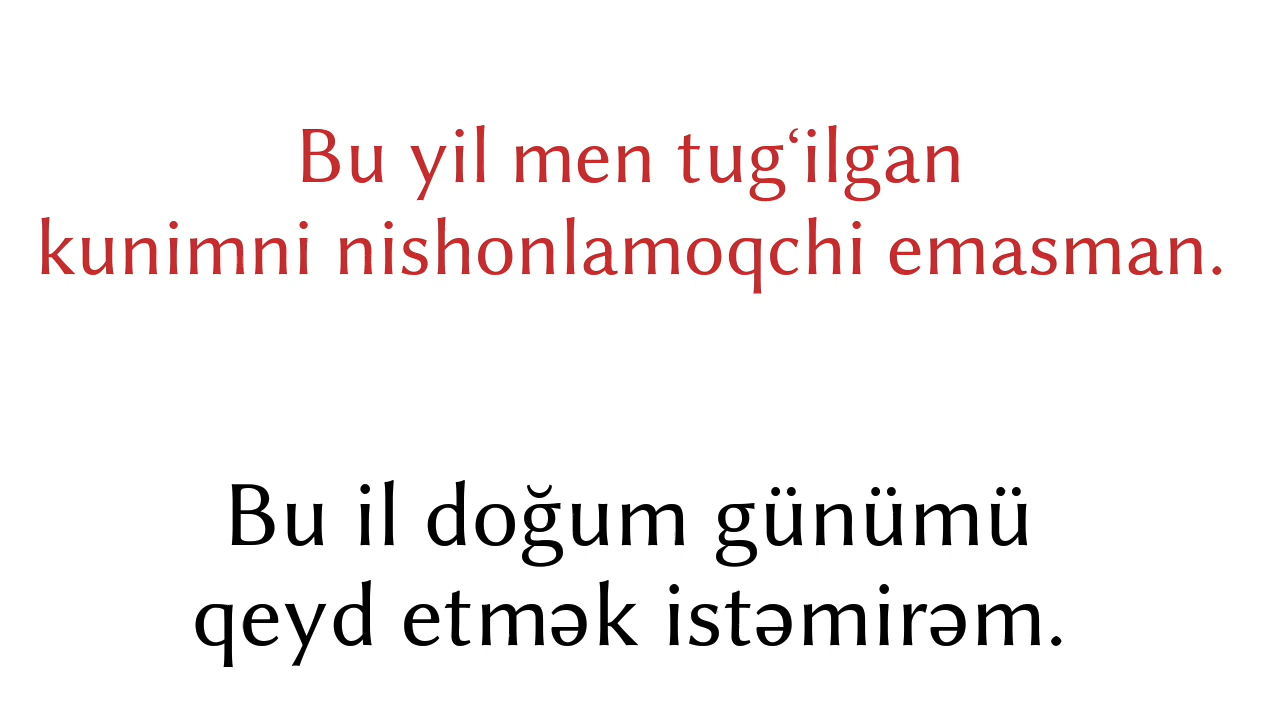 Bu yil men tug‘ilgan
kunimni nishonlamoqchi emasman.
Bu il doğum günümü
qeyd etmək istəmirəm.